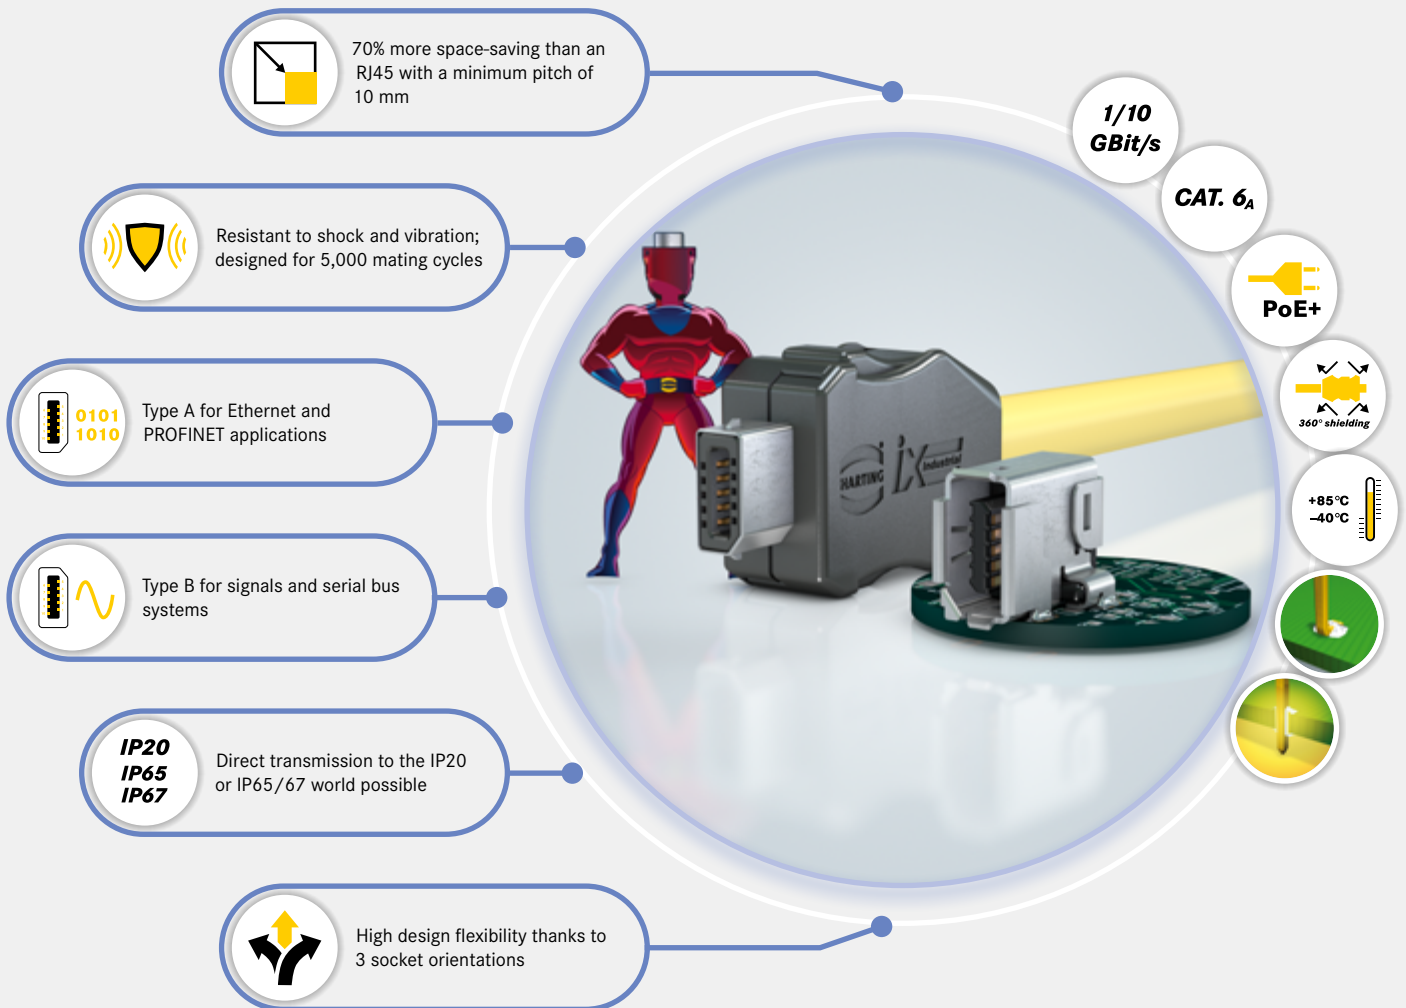 70% more space-saving than an
RJ45 with a minimum pitch of
10 mm
1/10
GBit/s
CAT. 6A
Resistant to shock and vibration;
designed for 5,000 mating cycles
PoE+
0101
1010
Type A for Ethernet and
PROFINET applications
360° shielding
HARTING
ix
Industrial
+85°C
–40°C
Type B for signals and serial bus
systems
IP20
IP65
IP67
Direct transmission to the IP20
or IP65/67 world possible
High design flexibility thanks to
3 socket orientations